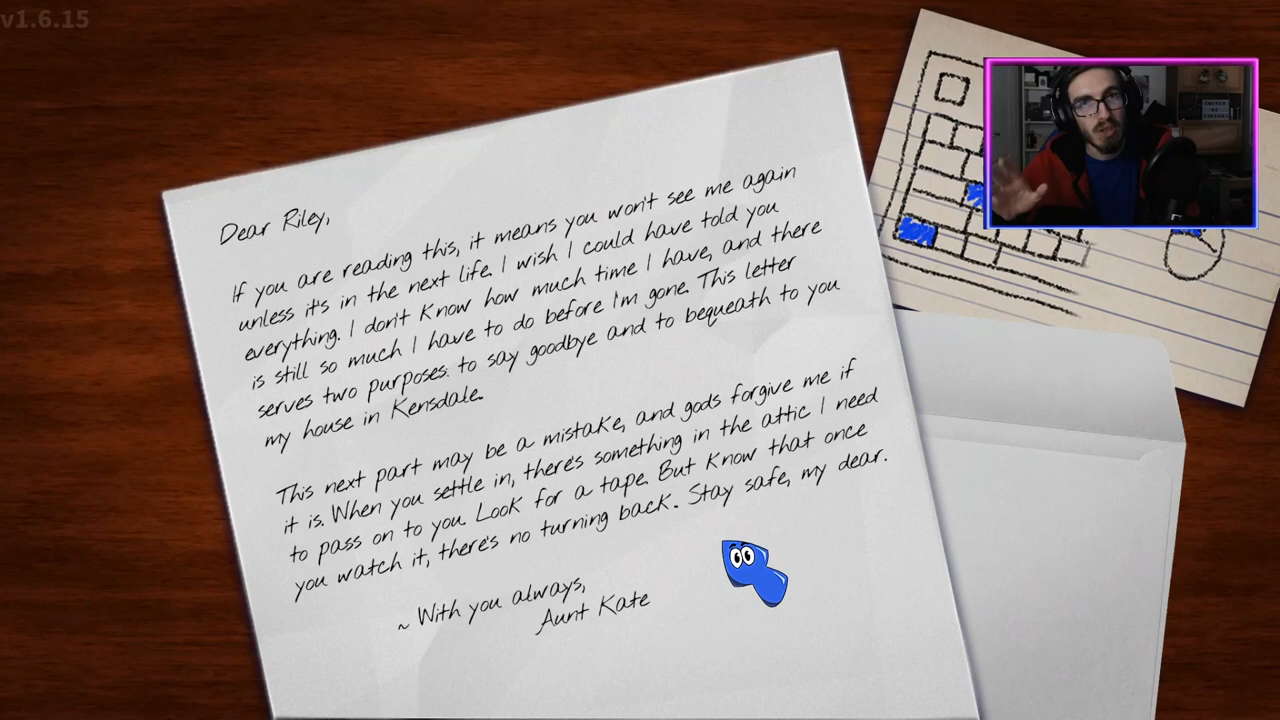 v1.6.15
Dear Riley,
If you are reading this, it means you won't see me again
unless it's in the next life. I wish I could have told you
everything. I don't know how much time I have, and there
is still so much I have to do before I'm gone. This letter
serves two purposes: to say goodbye and to bequeath to you
my house in Kensdale.
This next part may be a mistake, and gods forgive me if
it is. When you settle in, there's something in the attic I need
to pass on to you. Look for a tape. But know that once
you watch it, there's no turning back. Stay safe, my dear.
~ With you always,
Aunt Kate